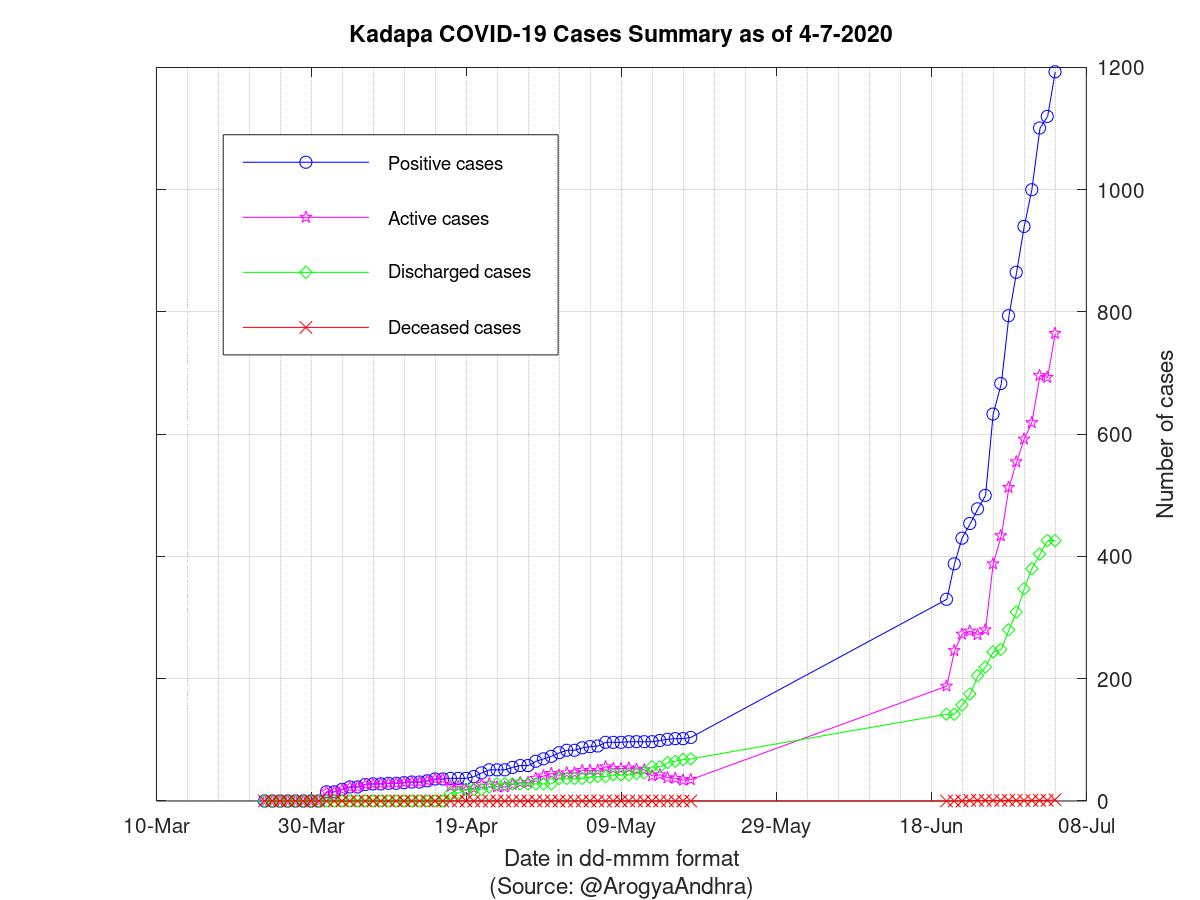 Kadapa COVID-19 Cases Summary as of 4-7-2020
Positive cases
Active cases
Discharged cases
Deceased cases
1200
1000
800
600
400
200
0
Number of cases
10-Mar 30-Mar 19-Apr 09-May 29-May 18-Jun 08-Jul
Date in dd-mmm format
(Source: @ArogyaAndhra)